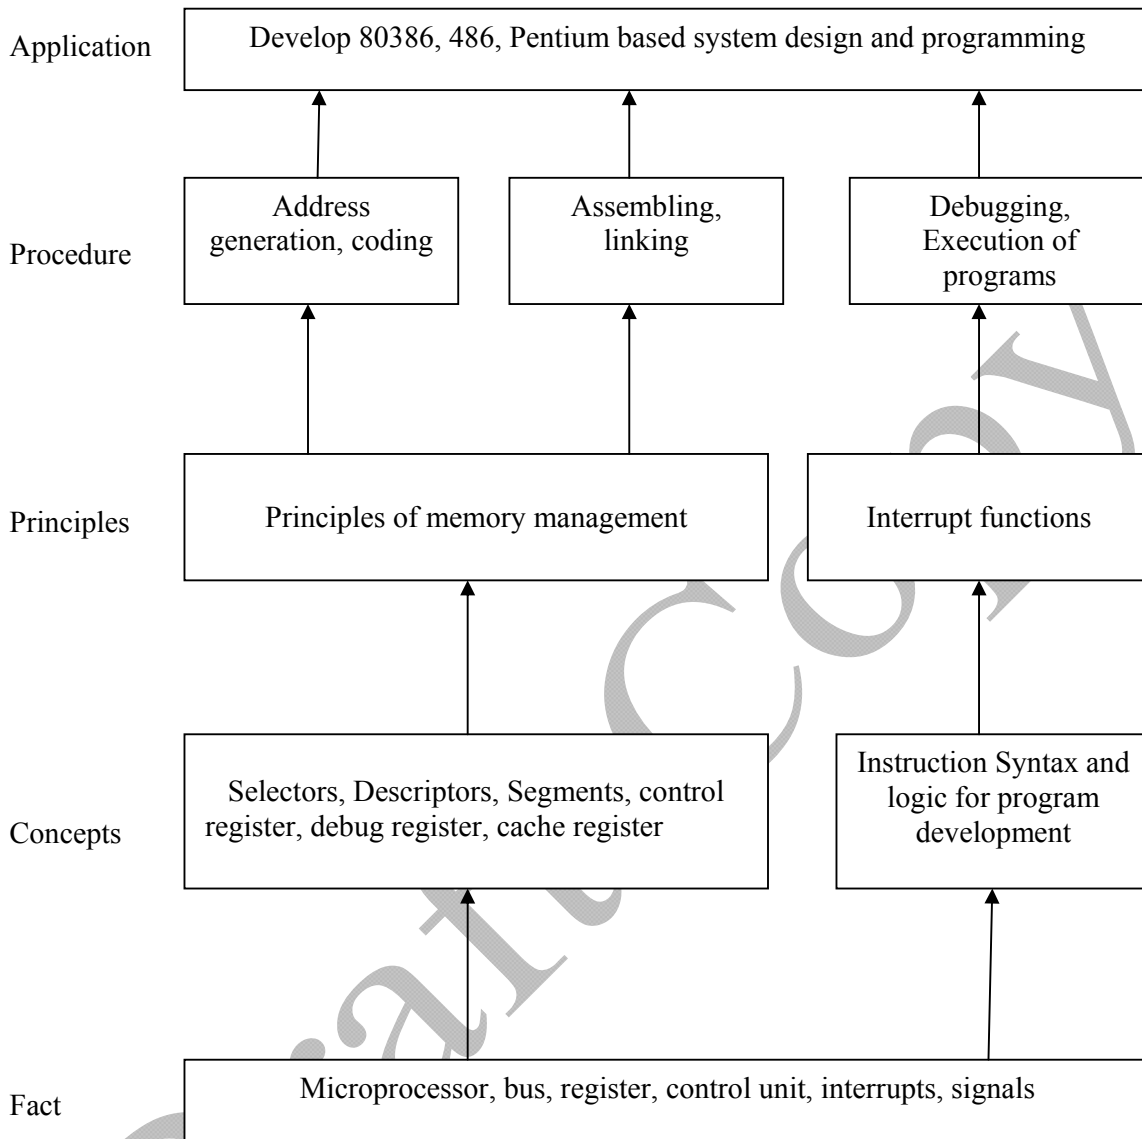 Application
Develop 80386, 486, Pentium based system design and programming
Procedure
Address
generation, coding
Assembling,
linking
Debugging,
Execution of
programs
Principles
Principles of memory management
Interrupt functions
Concepts
Selectors, Descriptors, Segments, control
register, debug register, cache register
Instruction Syntax and
logic for program
development
Fact
Microprocessor, bus, register, control unit, interrupts, signals
Draft Copy